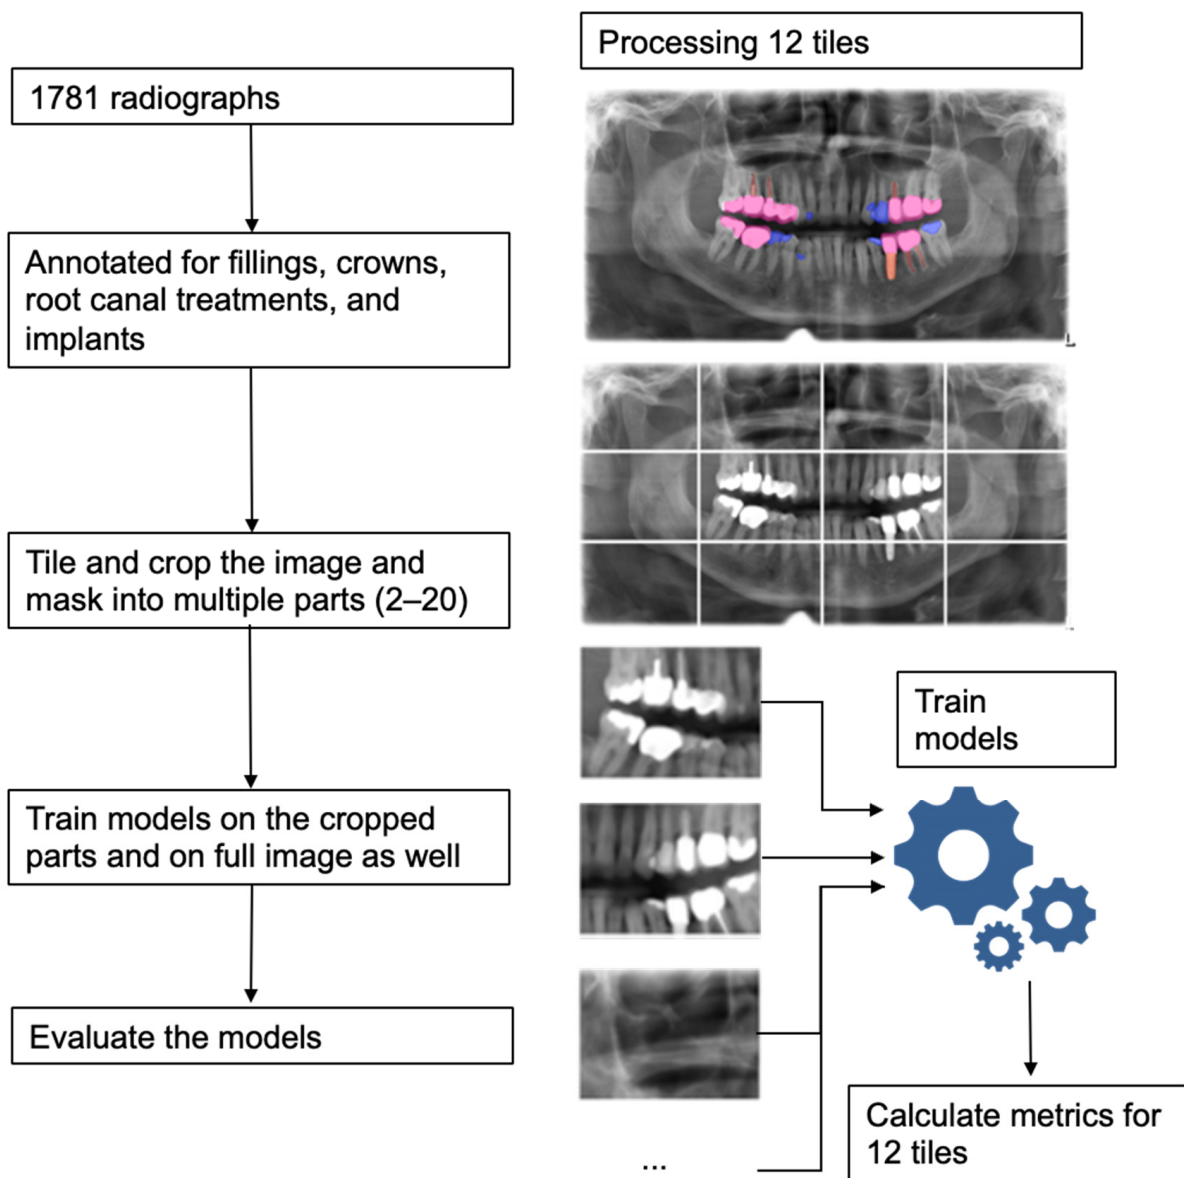 1781 radiographs
Annotated for fillings, crowns,
root canal treatments, and
implants
Tile and crop the image and
mask into multiple parts (2–20)
Train models on the cropped
parts and on full image as well
Evaluate the models
Processing 12 tiles
Train
models
...
Calculate metrics for
12 tiles